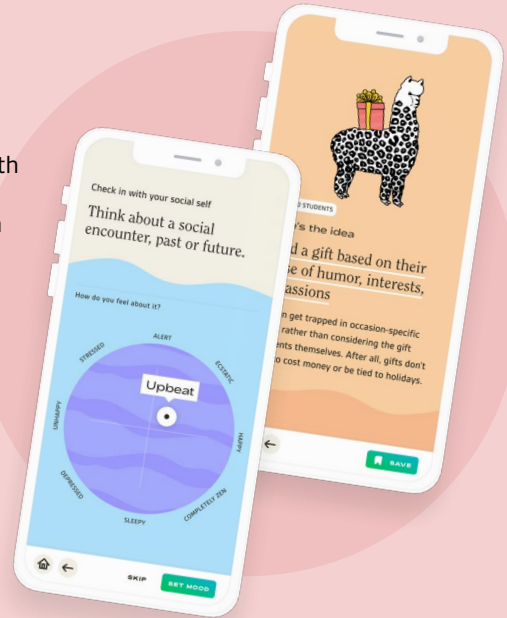 Check in with your social self
Think about a social
encounter, past or future.
How do you feel about it?
ALERT
STRESSED
ECSTATIC
Upbeat
UNHAPPY
HAPPY
DEPRESSED
COMPLETELY ZEN
SLEEPY
SKIP
SET MOOD
STUDENTS
the idea
a gift based on their
of humor, interests,
get trapped in occasion-specific
rather than considering the gift
themselves. After all, gifts don't
cost money or be tied to holidays.
SAVE